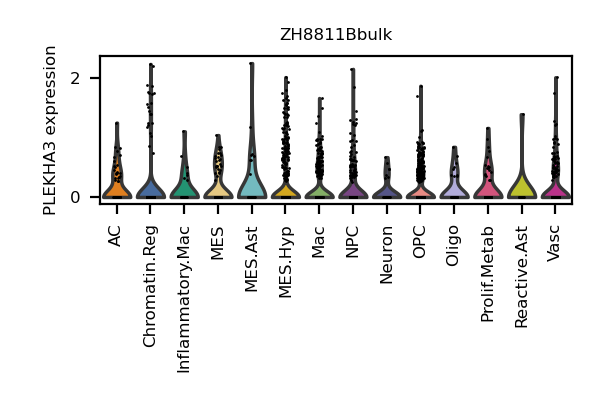 ZH8811Bbulk
PLEKHA3 expression
2
0
AC
Chromatin.Reg
Inflammatory.Mac
MES
MES.Ast
MES.Hyp
Mac
NPC
Neuron
OPC
Oligo
Prolif.Metab
Reactive.Ast
Vasc